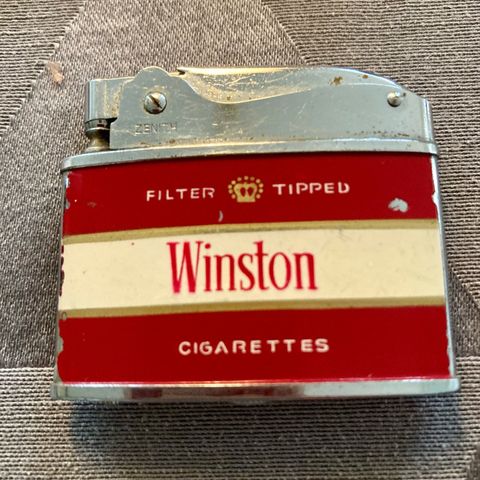 ZENITH
FILTER TIPPED
Winston
CIGARETTES